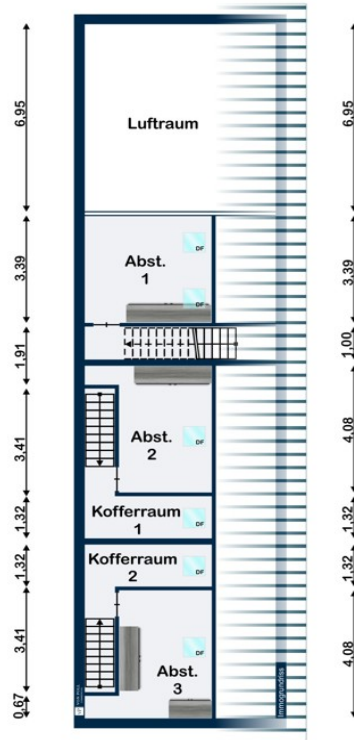 Luftraum
Abst.
1
DF
DF
Abst.
2
DF
Kofferraum
1
DF
Kofferraum
2
DF
Abst.
3
DF
6.95
3.39
1.91
3.41
1.32
1.32
3.41
0.67
6.95
3.39
1.00
4.08
1.32
1.32
4.08
Immogrundriss